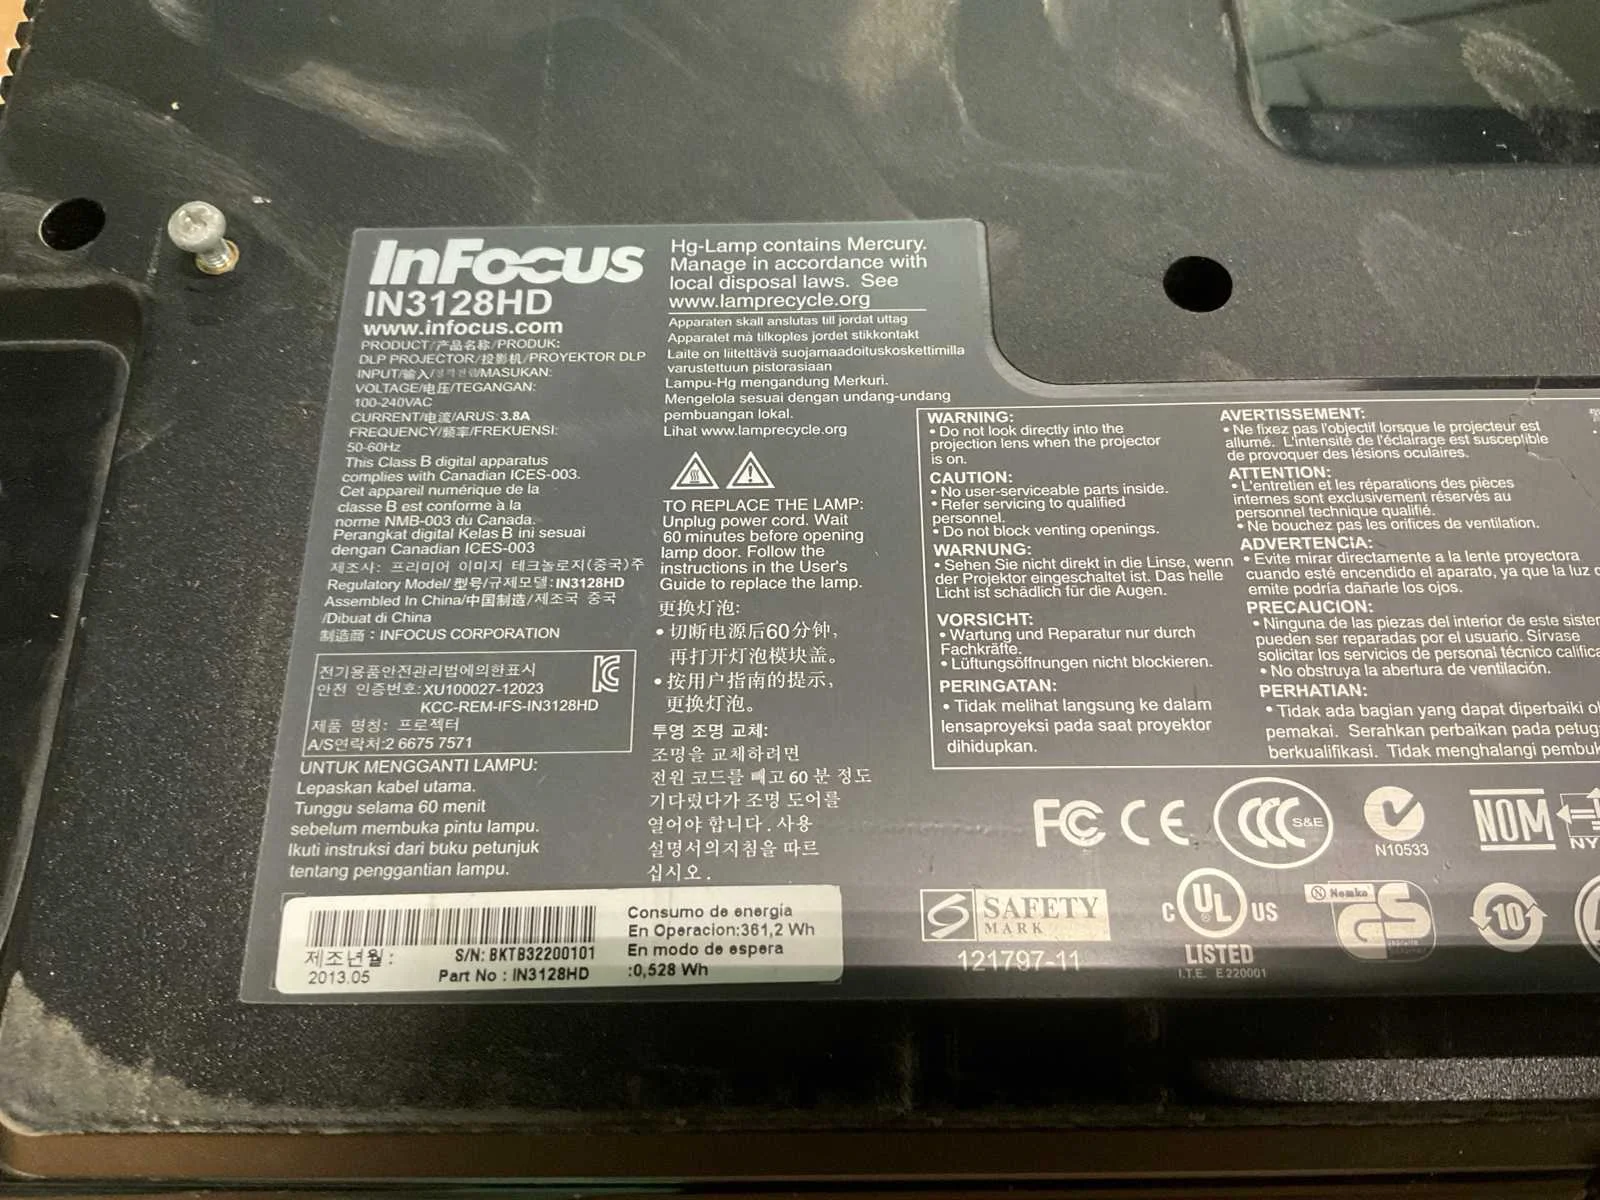 InFocus
IN3128HD
www.infocus.com
PRODUCT/产品名称/PRODUK:
DLP PROJECTOR/投影机/PROYEKTOR DLP
INPUT/输入/정격전원/MASUKAN:
VOLTAGE/电压/TEGANGAN:
100-240VAC
CURRENT/电流/ARUS: 3.8A
FREQUENCY/频率/FREKUENSI:
50-60Hz
This Class B digital apparatus
complies with Canadian ICES-003.
Cet appareil numérique de la
classe B est conforme à la
norme NMB-003 du Canada.
Perangkat digital Kelas B ini sesuai
dengan Canadian ICES-003
제조사: 프리미어 이미지 테크놀로지(중국)주
Regulatory Model/型号/규제모델: IN3128HD
Assembled In China/中国制造/제조국 중국
/Dibuat di China
制造商：INFOCUS CORPORATION
전기용품안전관리법에의한표시
안전 인증번호: XU100027-12023
KCC-REM-IFS-IN3128HD
제품 명칭: 프로젝터
A/S연락처:2 6675 7571
UNTUK MENGGANTI LAMPU:
Lepaskan kabel utama.
Tunggu selama 60 menit
sebelum membuka pintu lampu.
Ikuti instruksi dari buku petunjuk
tentang penggantian lampu.
Hg-Lamp contains Mercury.
Manage in accordance with
local disposal laws. See
www.lamprecycle.org
Apparaten skall anslutas till jordat uttag
Apparatet må tilkoples jordet stikkontakt
Laite on liitettävä suojamaadoituskoskettimilla
varustettuun pistorasiaan
Lampu-Hg mengandung Merkuri.
Mengelola sesuai dengan undang-undang
pembuangan lokal.
Lihat www.lamprecycle.org
TO REPLACE THE LAMP:
Unplug power cord. Wait
60 minutes before opening
lamp door. Follow the
instructions in the User's
Guide to replace the lamp.
更换灯泡:
• 切断电源后60分钟,
再打开灯泡模块盖。
• 按用户指南的提示,
更换灯泡。
투영 조명 교체:
조명을 교체하려면
전원 코드를 빼고 60 분 정도
기다렸다가 조명 도어를
열어야 합니다. 사용
설명서의지침을 따르
십시오.
WARNING:
• Do not look directly into the
projection lens when the projector
is on.
CAUTION:
• No user-serviceable parts inside.
• Refer servicing to qualified
personnel.
• Do not block venting openings.
WARNUNG:
• Sehen Sie nicht direkt in die Linse, wenn
der Projektor eingeschaltet ist. Das helle
Licht ist schädlich für die Augen.
VORSICHT:
• Wartung und Reparatur nur durch
Fachkräfte.
• Lüftungsöffnungen nicht blockieren.
PERINGATAN:
• Tidak melihat langsung ke dalam
lensaproyeksi pada saat proyektor
dihidupkan.
AVERTISSEMENT:
• Ne fixez pas l'objectif lorsque le projecteur est
allumé. L'intensité de l'éclairage est susceptible
de provoquer des lésions oculaires.
ATTENTION:
• L'entretien et les réparations des pièces
internes sont exclusivement réservés au
personnel technique qualifié.
• Ne bouchez pas les orifices de ventilation.
ADVERTENCIA:
• Evite mirar directamente a la lente proyectora
cuando esté encendido el aparato, ya que la luz
emite podría dañarle los ojos.
PRECAUCION:
• Ninguna de las piezas del interior de este
pueden ser reparadas por el usuario. Sírvase
solicitar los servicios de personal técnico
• No obstruya la abertura de ventilación.
PERHATIAN:
• Tidak ada bagian yang dapat diperbaiki
pemakai. Serahkan perbaikan pada
berkualifikasi. Tidak menghalangi
FC CE CCC S&E N10533 NOM NY
SAFETY
MARK
121797-11
C UL US
LISTED
I.T.E. E220001
N Nemko
GS
10
제조년월:
2013.05
S/N: BKTB32200101
Part No : IN3128HD
Consumo de energía
En Operacion:361,2 Wh
En modo de espera
:0,528 Wh